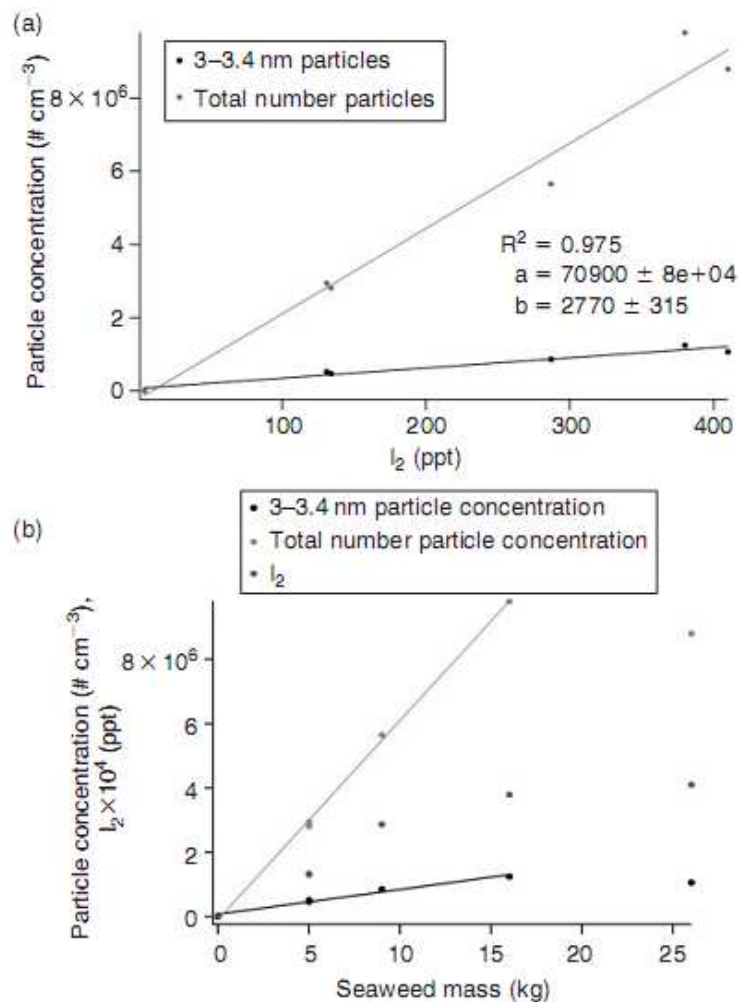 (a)
Particle concentration (# cm⁻³)
• 3–3.4 nm particles
• Total number particles
8 × 10⁶
6
4
2
0
R² = 0.975
a = 70900 ± 8e+04
b = 2770 ± 315
100 200 300 400
I₂ (ppt)
(b)
• 3–3.4 nm particle concentration
• Total number particle concentration
• I₂
Particle concentration (# cm⁻³),
I₂×10⁴ (ppt)
8 × 10⁶
6
4
2
0
0 5 10 15 20 25
Seaweed mass (kg)